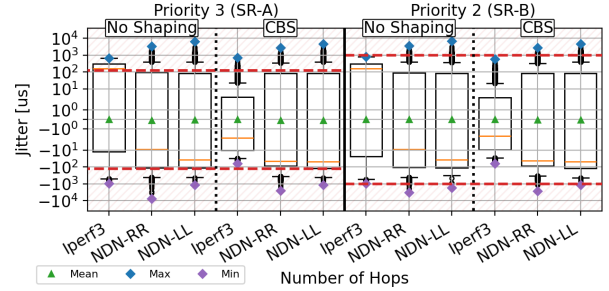 Priority 3 (SR-A) Priority 2 (SR-B)
No Shaping CBS No Shaping CBS
Jitter [us]
10⁴
10³
10²
10¹
10⁰
−10⁰
−10¹
−10²
−10³
−10⁴
Iperf3 NDN-RR NDN-LL Iperf3 NDN-RR NDN-LL Iperf3 NDN-RR NDN-LL Iperf3 NDN-RR NDN-LL
Number of Hops
Mean Max Min